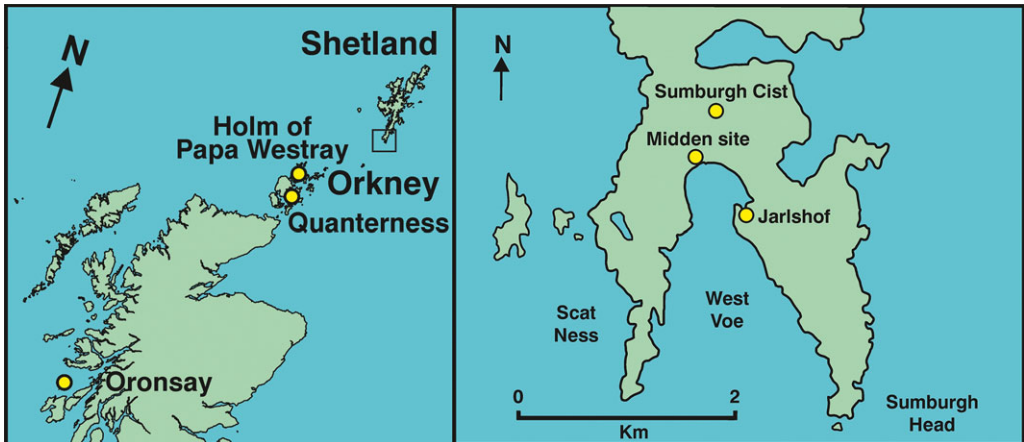 N
Shetland
Holm of
Papa Westray
Orkney
Quanterness
Oronsay
N
Sumburgh Cist
Midden site
Jarlshof
Scat
Ness
West
Voe
0 2
Km
Sumburgh
Head